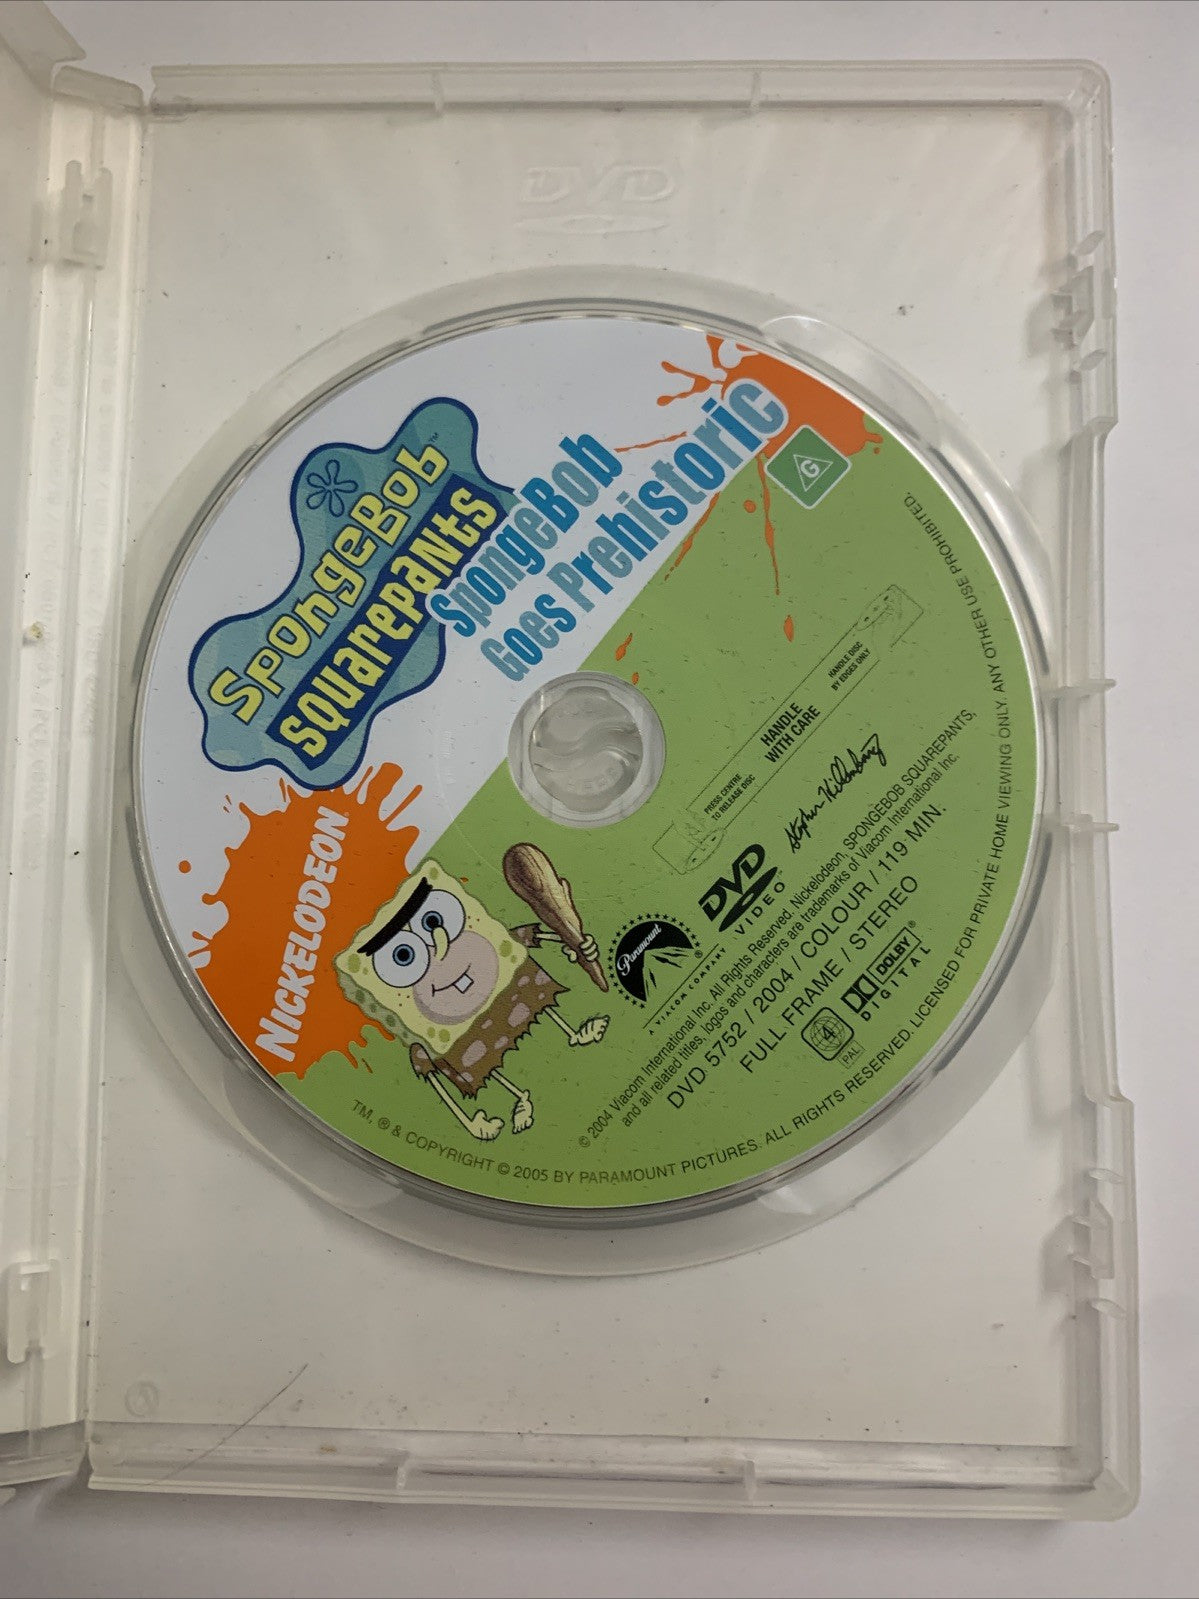 DVD
SpongeBob™
SquarePants
SpongeBob
Goes Prehistoric
G
NICKELODEON
HANDLE DISC
BY EDGES ONLY
HANDLE
WITH CARE
PRESS CENTRE
TO RELEASE DISC
Stephen Hillenburg
DVD
VIDEO™
Paramount®
A VIACOM COMPANY
© 2004 Viacom International Inc. All Rights Reserved. Nickelodeon, SPONGEBOB SQUAREPANTS,
and all related titles, logos and characters are trademarks of Viacom International Inc.
DVD 5752 / 2004 / COLOUR / 119 MIN.
FULL FRAME / STEREO
4
PAL
DOLBY®
DIGITAL
TM, ® & COPYRIGHT © 2005 BY PARAMOUNT PICTURES. ALL RIGHTS RESERVED. LICENSED FOR PRIVATE HOME VIEWING ONLY. ANY OTHER USE PROHIBITED.